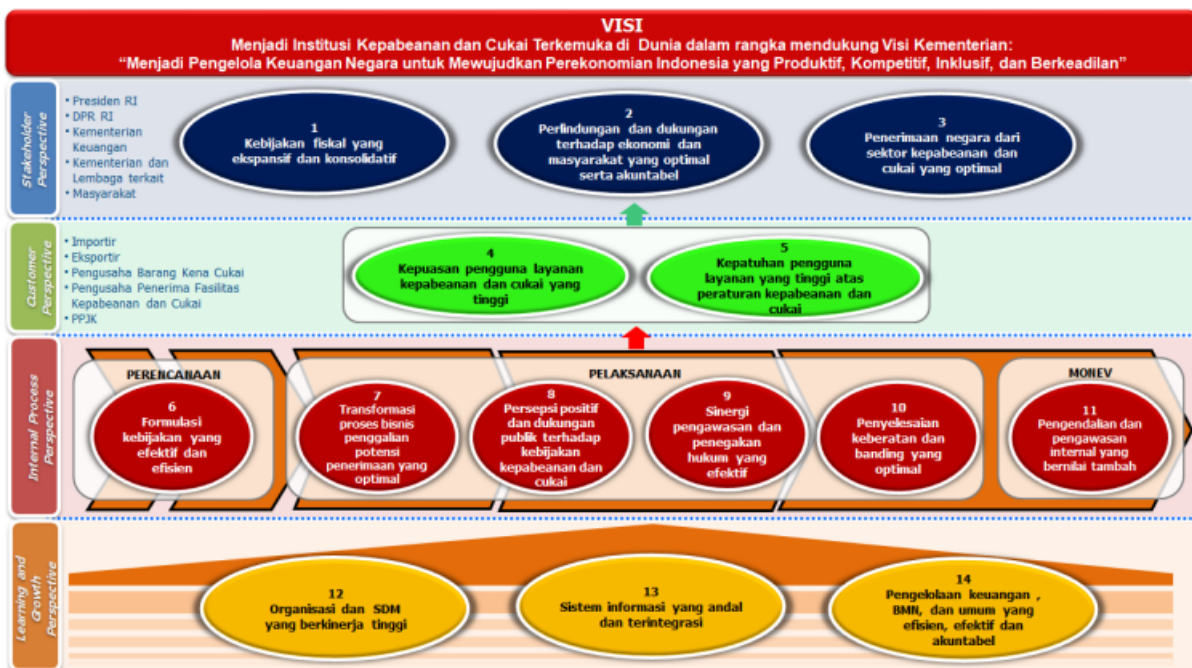 VISI
Menjadi Institusi Kepabeanan dan Cukai Terkemuka di Dunia dalam rangka mendukung Visi Kementerian:
“Menjadi Pengelola Keuangan Negara untuk Mewujudkan Perekonomian Indonesia yang Produktif, Kompetitif, Inklusif, dan Berkeadilan”
Stakeholder
Perspective
• Presiden RI
• DPR RI
• Kementerian
Keuangan
• Kementerian dan
Lembaga terkait
• Masyarakat
1
Kebijakan fiskal yang
ekspansif dan konsolidatif
2
Perlindungan dan dukungan
terhadap ekonomi dan
masyarakat yang optimal
serta akuntabel
3
Penerimaan negara dari
sektor kepabeanan dan
cukai yang optimal
Customer
Perspective
• Importir
• Eksportir
• Pengusaha Barang Kena Cukai
• Pengusaha Penerima Fasilitas
Kepabeanan dan Cukai
• PPJK
4
Kepuasan pengguna layanan
kepabeanan dan cukai yang
tinggi
5
Kepatuhan pengguna
layanan yang tinggi atas
peraturan kepabeanan dan
cukai
Internal Process
Perspective
PERENCANAAN
6
Formulasi
kebijakan yang
efektif dan
efisien
PELAKSANAAN
7
Transformasi
proses bisnis
penggalian
potensi
penerimaan yang
optimal
8
Persepsi positif
dan dukungan
publik terhadap
kebijakan
kepabeanan dan
cukai
9
Sinergi
pengawasan dan
penegakan
hukum yang
efektif
10
Penyelesaian
keberatan dan
banding yang
optimal
MONEV
11
Pengendalian dan
pengawasan
internal yang
bernilai tambah
Learning and
Growth
Perspective
12
Organisasi dan SDM
yang berkinerja tinggi
13
Sistem informasi yang andal
dan terintegrasi
14
Pengelolaan keuangan ,
BMN, dan umum yang
efisien, efektif dan
akuntabel